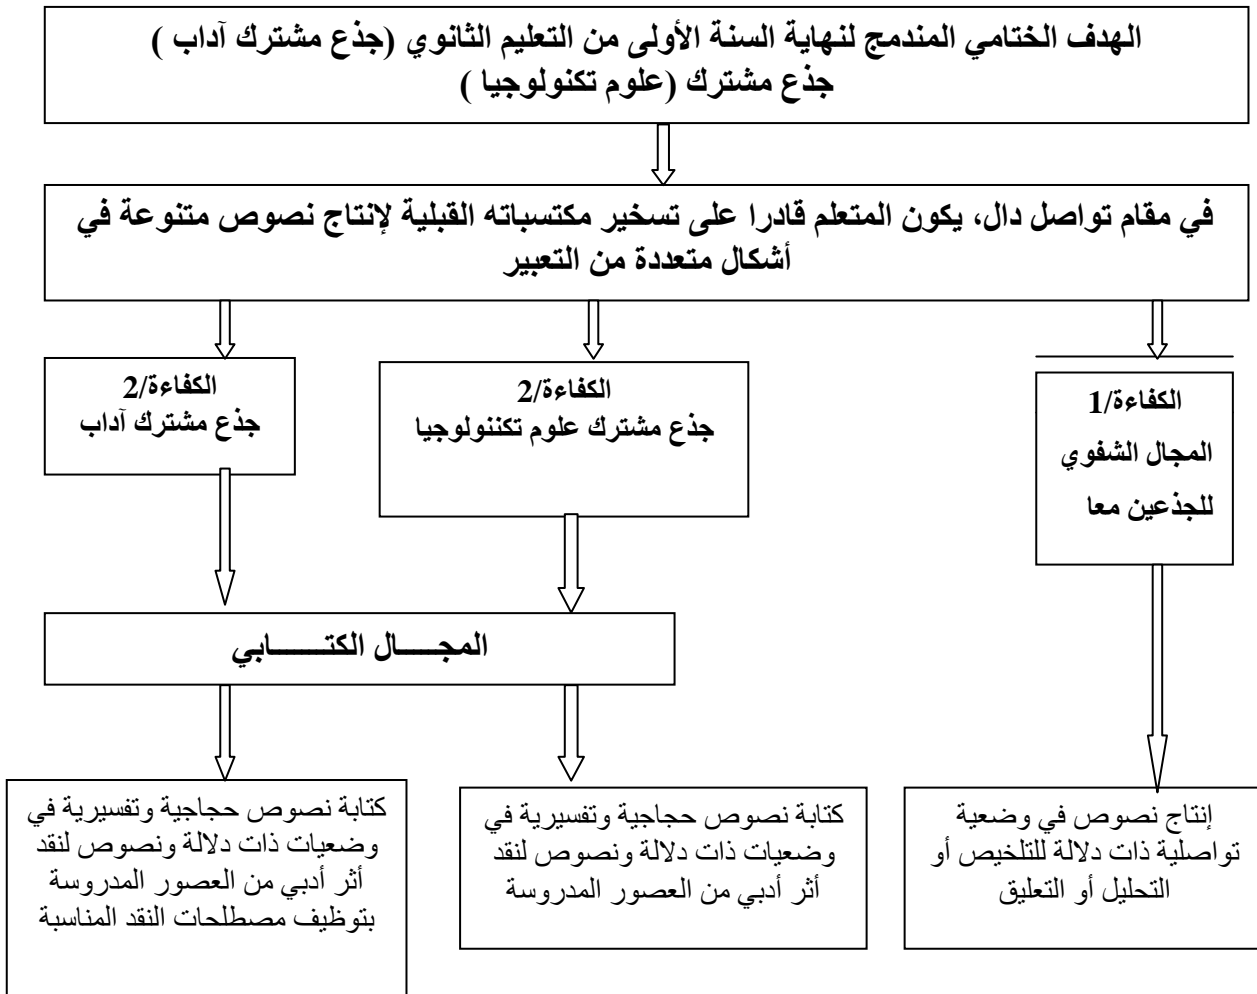 الهدف الختامي المندمج لنهاية السنة الأولى من التعليم الثانوي (جذع مشترك آداب )
جذع مشترك (علوم تكنولوجيا )
في مقام تواصل دال، يكون المتعلم قادرا على تسخير مكتسباته القبلية لإنتاج نصوص متنوعة في
أشكال متعددة من التعبير
الكفاءة/1
المجال الشفوي
للجذعين معا
الكفاءة/2
جذع مشترك علوم تكننولوجيا
الكفاءة/2
جذع مشترك آداب
المجـــــال الكتـــــــابي
إنتاج نصوص في وضعية
تواصلية ذات دلالة للتلخيص أو
التحليل أو التعليق
كتابة نصوص حجاجية وتفسيرية في
وضعيات ذات دلالة ونصوص لنقد
أثر أدبي من العصور المدروسة
كتابة نصوص حجاجية وتفسيرية في
وضعيات ذات دلالة ونصوص لنقد
أثر أدبي من العصور المدروسة
بتوظيف مصطلحات النقد المناسبة